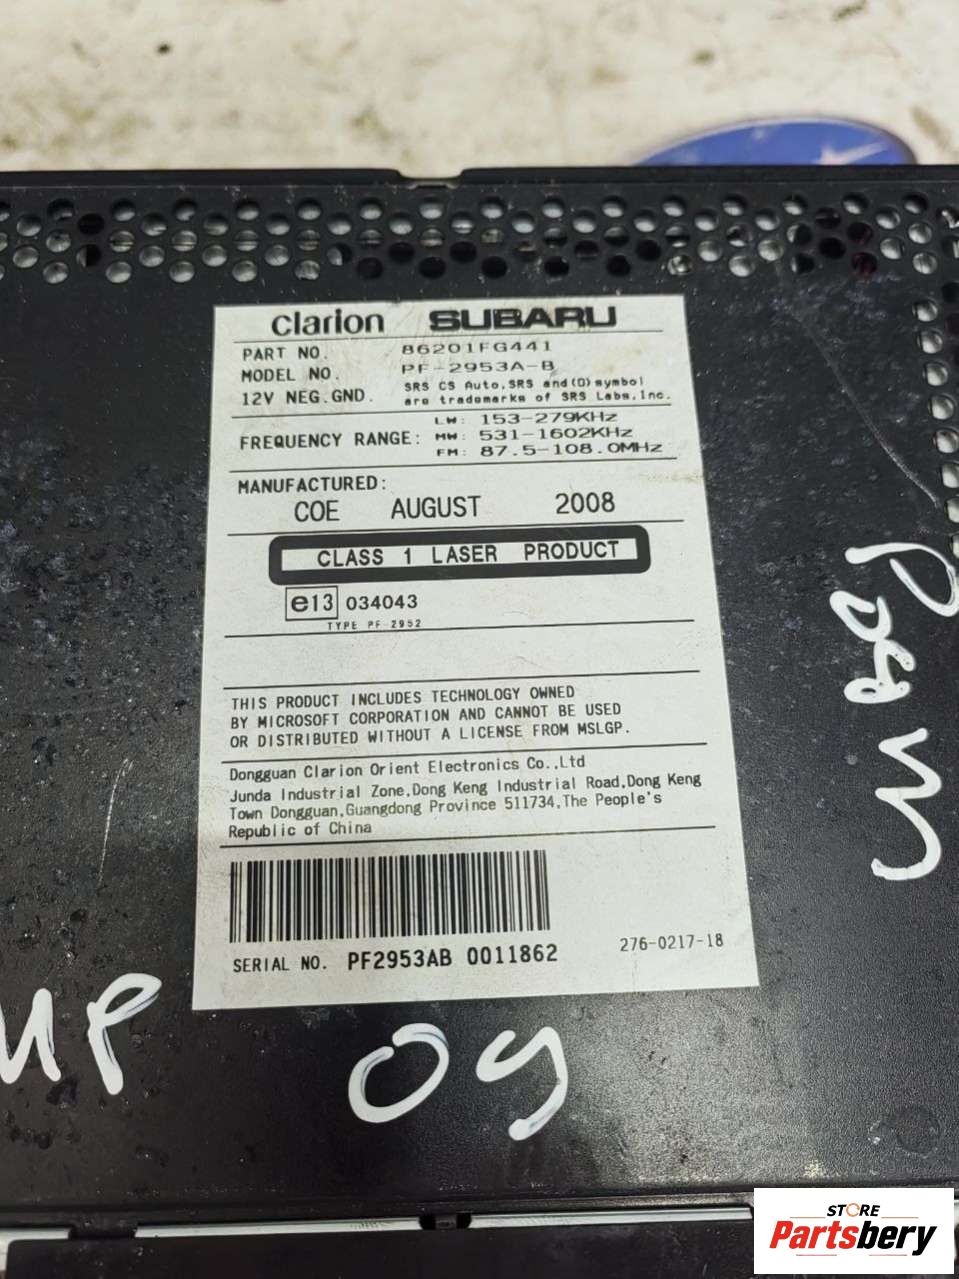 clarion SUBARU
PART NO. 86201FG441
MODEL NO. PF-2953A-B
12V NEG.GND. SRS CS Auto,SRS and(O)symbol
are trademarks of SRS Labs,Inc.
FREQUENCY RANGE:
LW: 153-279KHz
MW: 531-1602KHz
FM: 87.5-108.0MHz
MANUFACTURED:
COE AUGUST 2008
CLASS 1 LASER PRODUCT
e13 034043
TYPE PF-2952
THIS PRODUCT INCLUDES TECHNOLOGY OWNED
BY MICROSOFT CORPORATION AND CANNOT BE USED
OR DISTRIBUTED WITHOUT A LICENSE FROM MSLGP.
Dongguan Clarion Orient Electronics Co.,Ltd
Junda Industrial Zone,Dong Keng Industrial Road,Dong Keng
Town Dongguan,Guangdong Province 511734,The People's
Republic of China
SERIAL NO. PF2953AB 0011862
276-0217-18
09
STORE
Partsbery